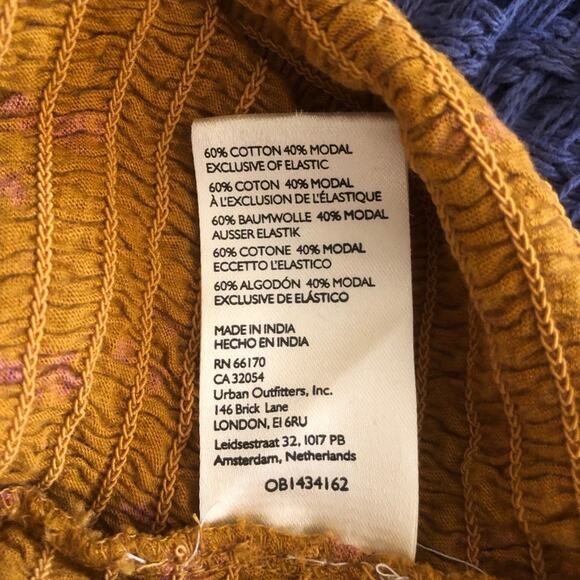 60% COTTON 40% MODAL
EXCLUSIVE OF ELASTIC
60% COTON 40% MODAL
À L'EXCLUSION DE L'ÉLASTIQUE
60% BAUMWOLLE 40% MODAL
AUSSER ELASTIK
60% COTONE 40% MODAL
ECCETTO L'ELASTICO
60% ALGODÓN 40% MODAL
EXCLUSIVE DE ELÁSTICO
MADE IN INDIA
HECHO EN INDIA
RN 66170
CA 32054
Urban Outfitters, Inc.
146 Brick Lane
LONDON, E1 6RU
Leidsestraat 32, 1017 PB
Amsterdam, Netherlands
OB1434162